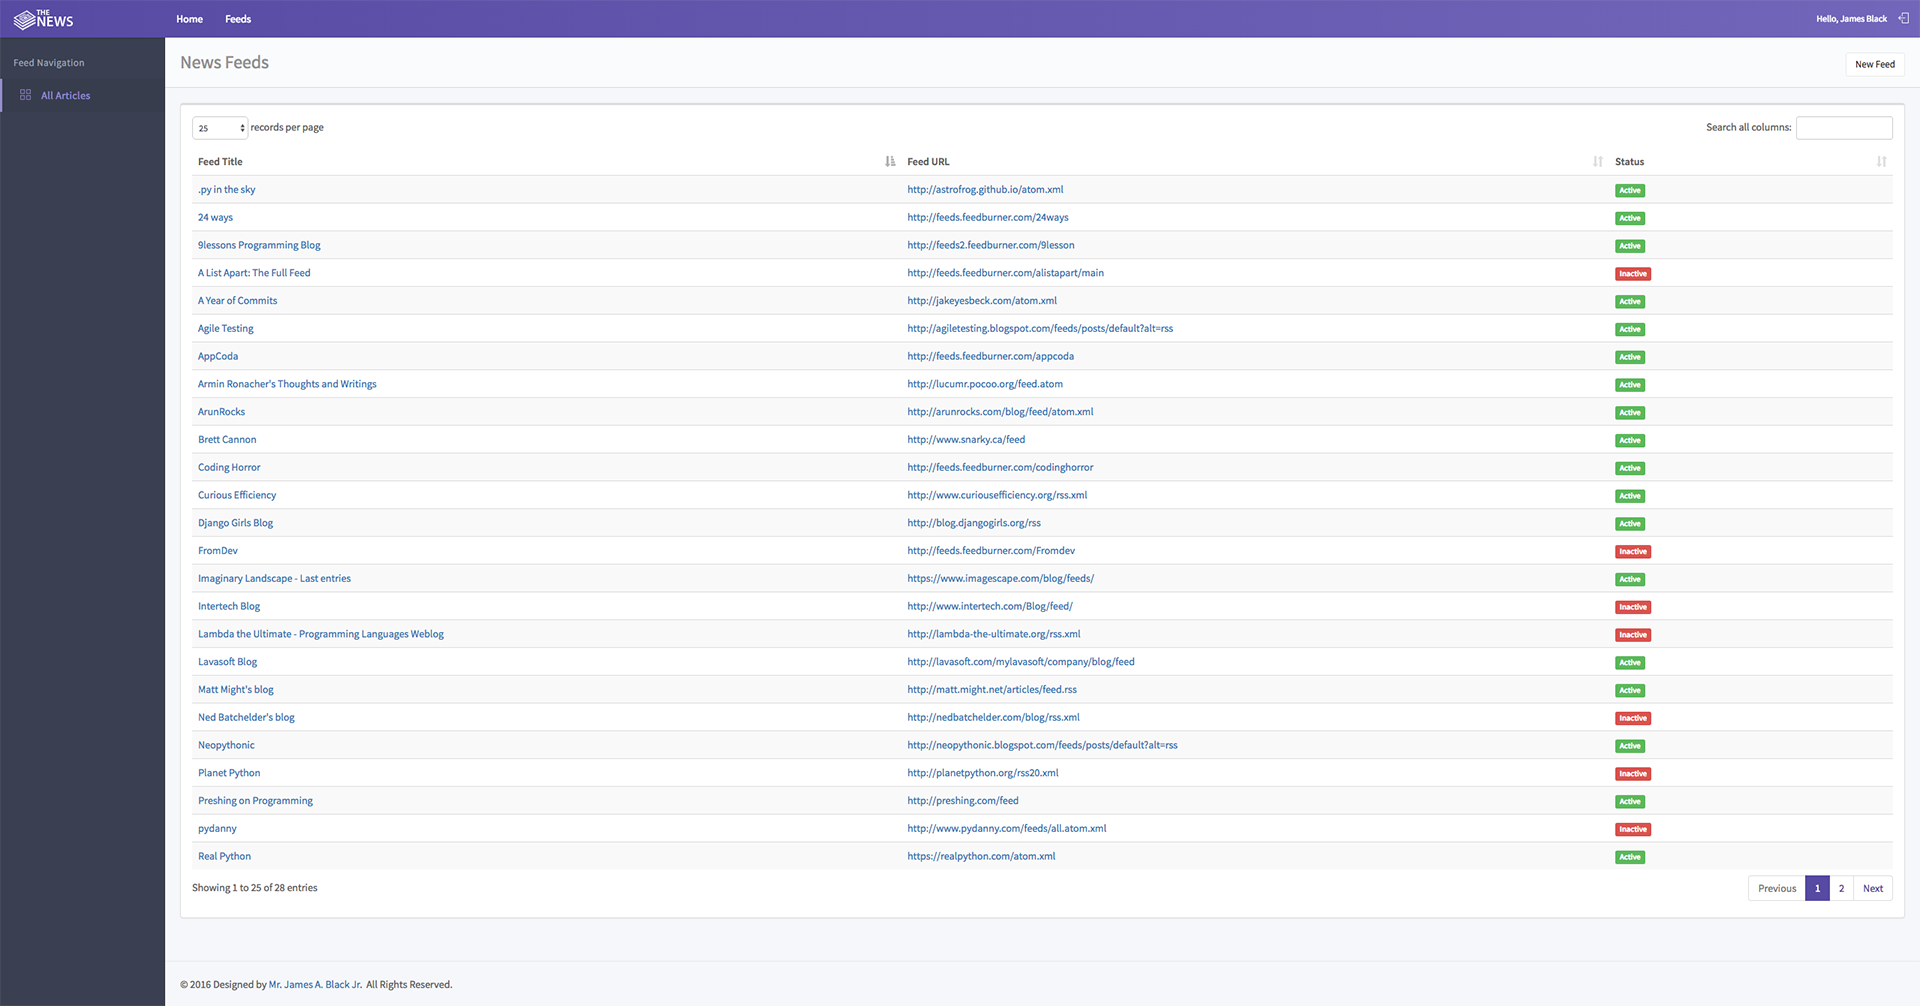 THE NEWS Home Feeds Hello, James Black
Feed Navigation
All Articles
News Feeds New Feed
25 records per page Search all columns:
Feed Title Feed URL Status
.py in the sky http://astrofrog.github.io/atom.xml Active
24 ways http://feeds.feedburner.com/24ways Active
9lessons Programming Blog http://feeds2.feedburner.com/9lesson Active
A List Apart: The Full Feed http://feeds.feedburner.com/alistapart/main Inactive
A Year of Commits http://jakeyesbeck.com/atom.xml Active
Agile Testing http://agiletesting.blogspot.com/feeds/posts/default?alt=rss Active
AppCoda http://feeds.feedburner.com/appcoda Active
Armin Ronacher's Thoughts and Writings http://lucumr.pocoo.org/feed.atom Active
ArunRocks http://arunrocks.com/blog/feed/atom.xml Active
Brett Cannon http://www.snarky.ca/feed Active
Coding Horror http://feeds.feedburner.com/codinghorror Active
Curious Efficiency http://www.curiousefficiency.org/rss.xml Active
Django Girls Blog http://blog.djangogirls.org/rss Active
FromDev http://feeds.feedburner.com/Fromdev Inactive
Imaginary Landscape - Last entries https://www.imagescape.com/blog/feeds/ Active
Intertech Blog http://www.intertech.com/Blog/feed/ Inactive
Lambda the Ultimate - Programming Languages Weblog http://lambda-the-ultimate.org/rss.xml Inactive
Lavasoft Blog http://lavasoft.com/mylavasoft/company/blog/feed Active
Matt Might's blog http://matt.might.net/articles/feed.rss Active
Ned Batchelder's blog http://nedbatchelder.com/blog/rss.xml Inactive
Neopythonic http://neopythonic.blogspot.com/feeds/posts/default?alt=rss Active
Planet Python http://planetpython.org/rss20.xml Inactive
Preshing on Programming http://preshing.com/feed Active
pydanny http://www.pydanny.com/feeds/all.atom.xml Inactive
Real Python https://realpython.com/atom.xml Active
Showing 1 to 25 of 28 entries Previous 1 2 Next
© 2016 Designed by Mr. James A. Black Jr. All Rights Reserved.